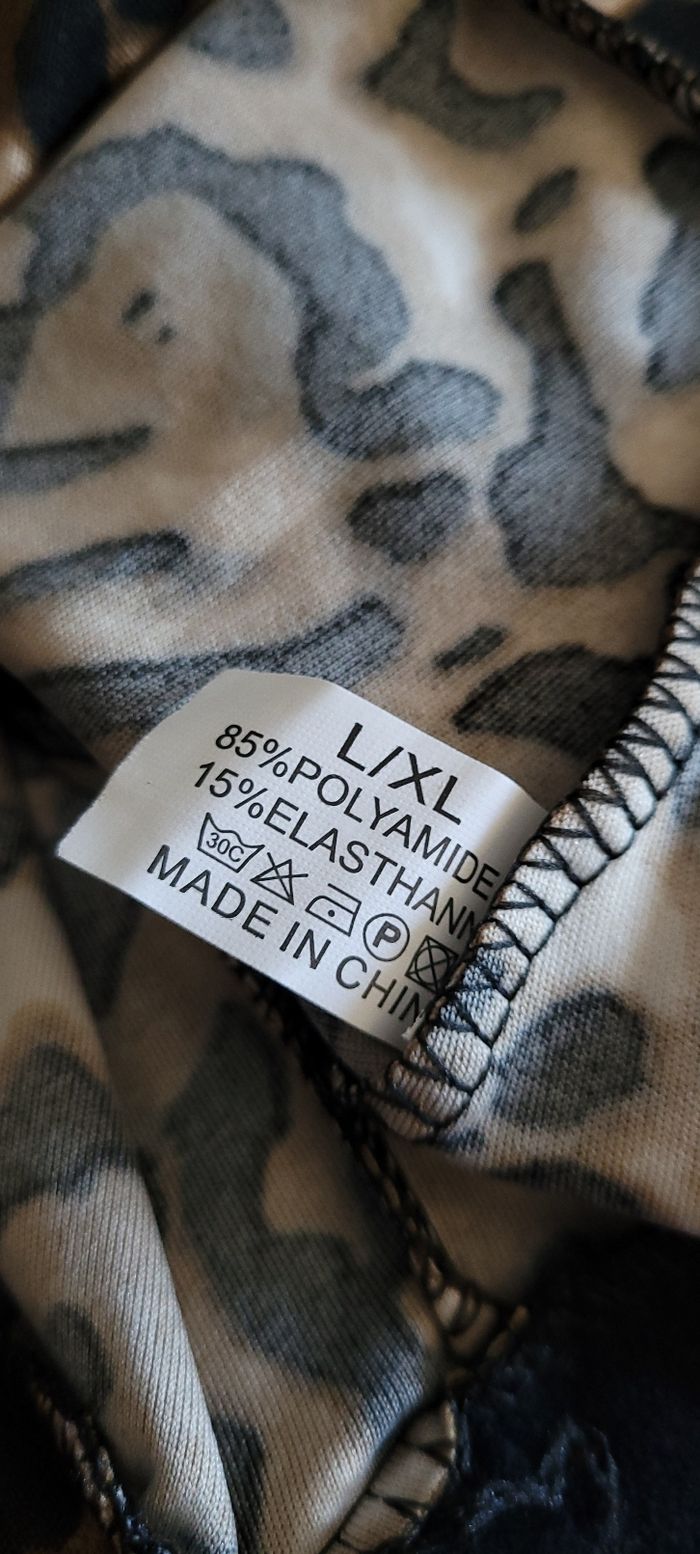 L/XL
85%POLYAMIDE
15%ELASTHANN
30C P
MADE IN CHIN